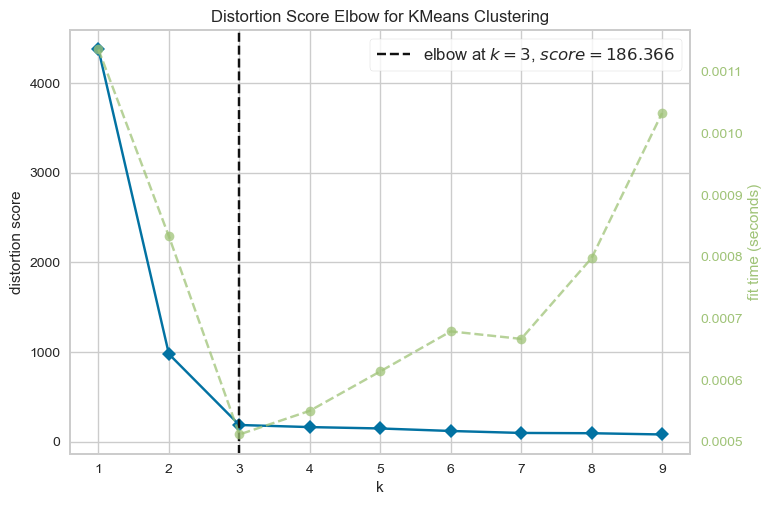 Distortion Score Elbow for KMeans Clustering
elbow at k = 3, score = 186.366
distortion score
4000
3000
2000
1000
0
0.0011
0.0010
0.0009
0.0008
0.0007
0.0006
0.0005
fit time (seconds)
1 2 3 4 5 6 7 8 9
k